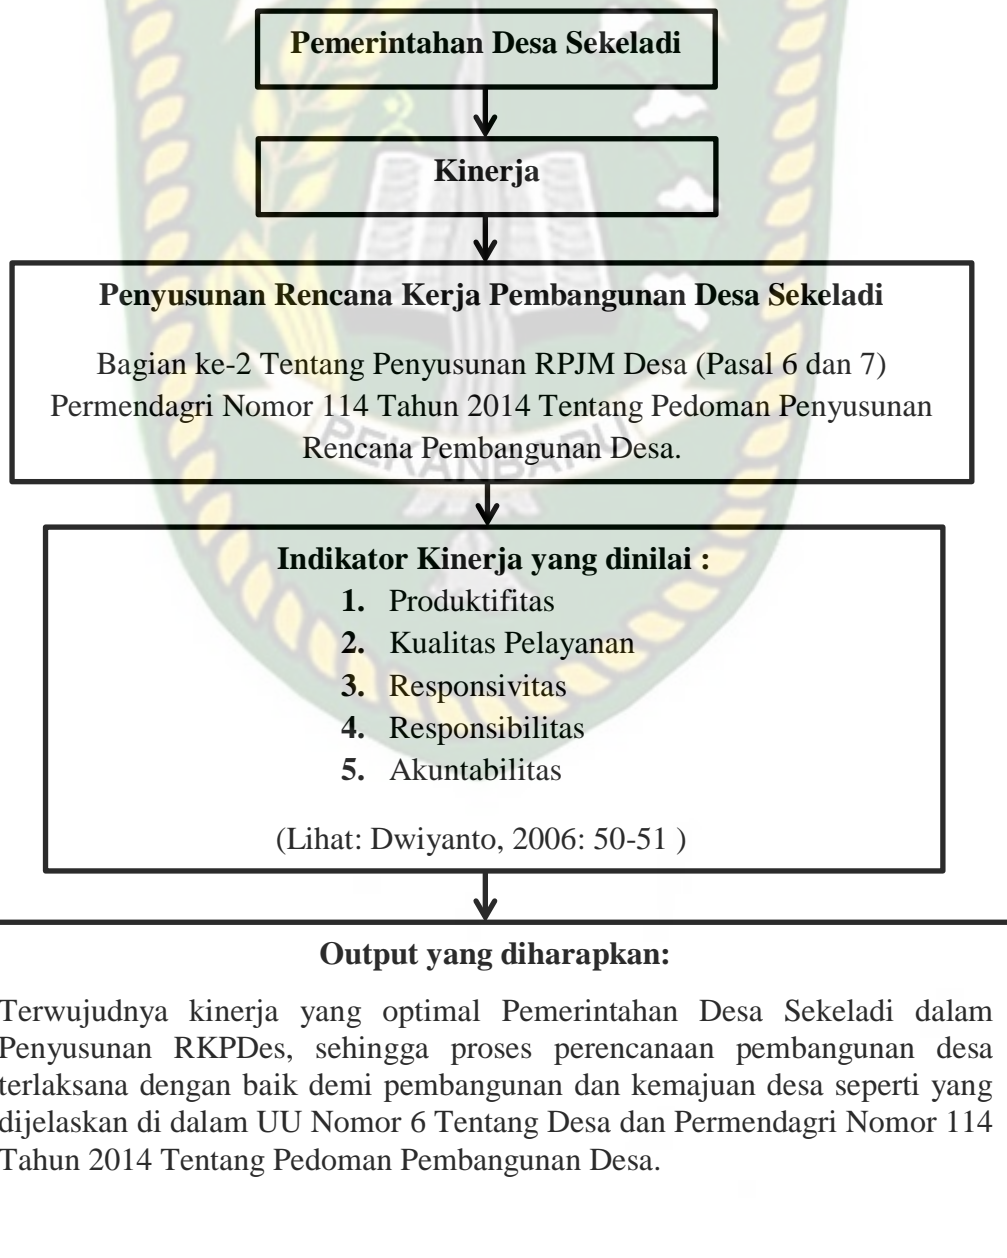 Pemerintahan Desa Sekeladi
Kinerja
Penyusunan Rencana Kerja Pembangunan Desa Sekeladi
Bagian ke-2 Tentang Penyusunan RPJM Desa (Pasal 6 dan 7)
Permendagri Nomor 114 Tahun 2014 Tentang Pedoman Penyusunan
Rencana Pembangunan Desa.
PEKANBARU
Indikator Kinerja yang dinilai :
1. Produktifitas
2. Kualitas Pelayanan
3. Responsivitas
4. Responsibilitas
5. Akuntabilitas
(Lihat: Dwiyanto, 2006: 50-51 )
Output yang diharapkan:
Terwujudnya kinerja yang optimal Pemerintahan Desa Sekeladi dalam
Penyusunan RKPDes, sehingga proses perencanaan pembangunan desa
terlaksana dengan baik demi pembangunan dan kemajuan desa seperti yang
dijelaskan di dalam UU Nomor 6 Tentang Desa dan Permendagri Nomor 114
Tahun 2014 Tentang Pedoman Pembangunan Desa.